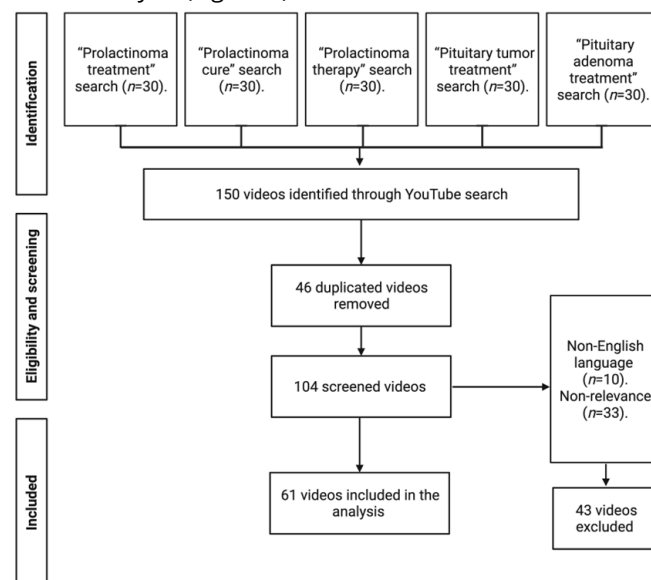 Identification
"Prolactinoma
treatment"
search (n=30).
"Prolactinoma
cure" search
(n=30).
"Prolactinoma
therapy" search
(n=30).
"Pituitary tumor
treatment"
search (n=30).
"Pituitary
adenoma
treatment"
search (n=30).
150 videos identified through YouTube search
Eligibility and screening
46 duplicated videos
removed
104 screened videos
Non-English
language
(n=10).
Non-relevance
(n=33).
Included
61 videos included in the
analysis
43 videos
excluded